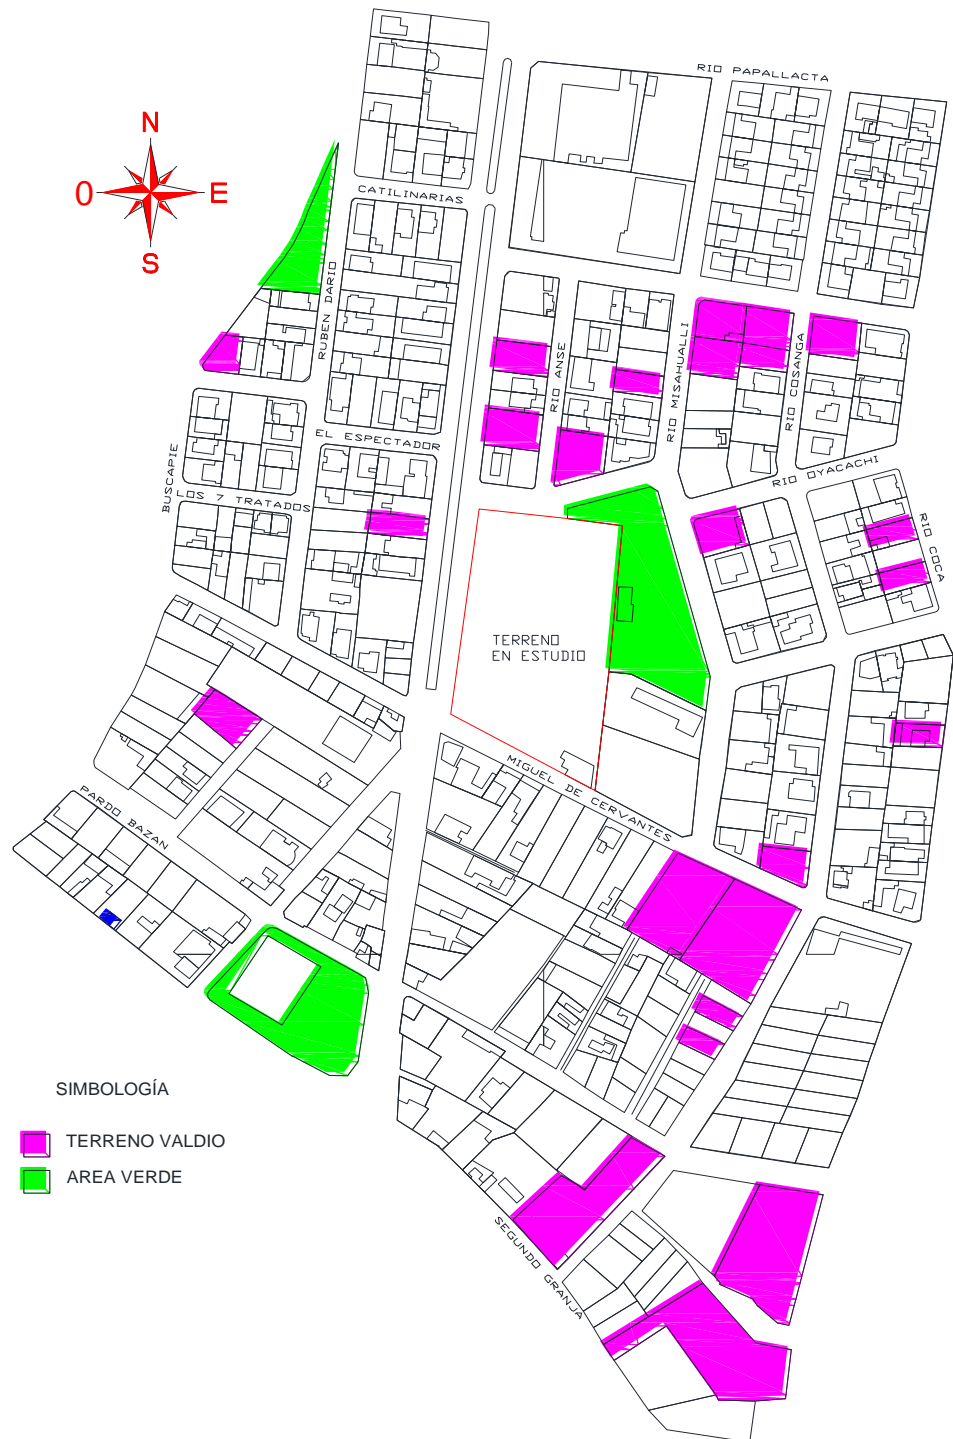 RIO PAPALLACTA
N
O
E
S
CATILINARIAS
RUBEN DARIO
RIO ANSE
RIO MISAHUALLI
RIO COSANGA
EL ESPECTADOR
BUSCAPIE
LOS 7 TRATADOS
RIO OYACACHI
RIO COCA
TERRENO
EN ESTUDIO
MIGUEL DE CERVANTES
PARDO BAZAN
SIMBOLOGÍA
TERRENO VALDIO
AREA VERDE
SEGUNDO GRANJA